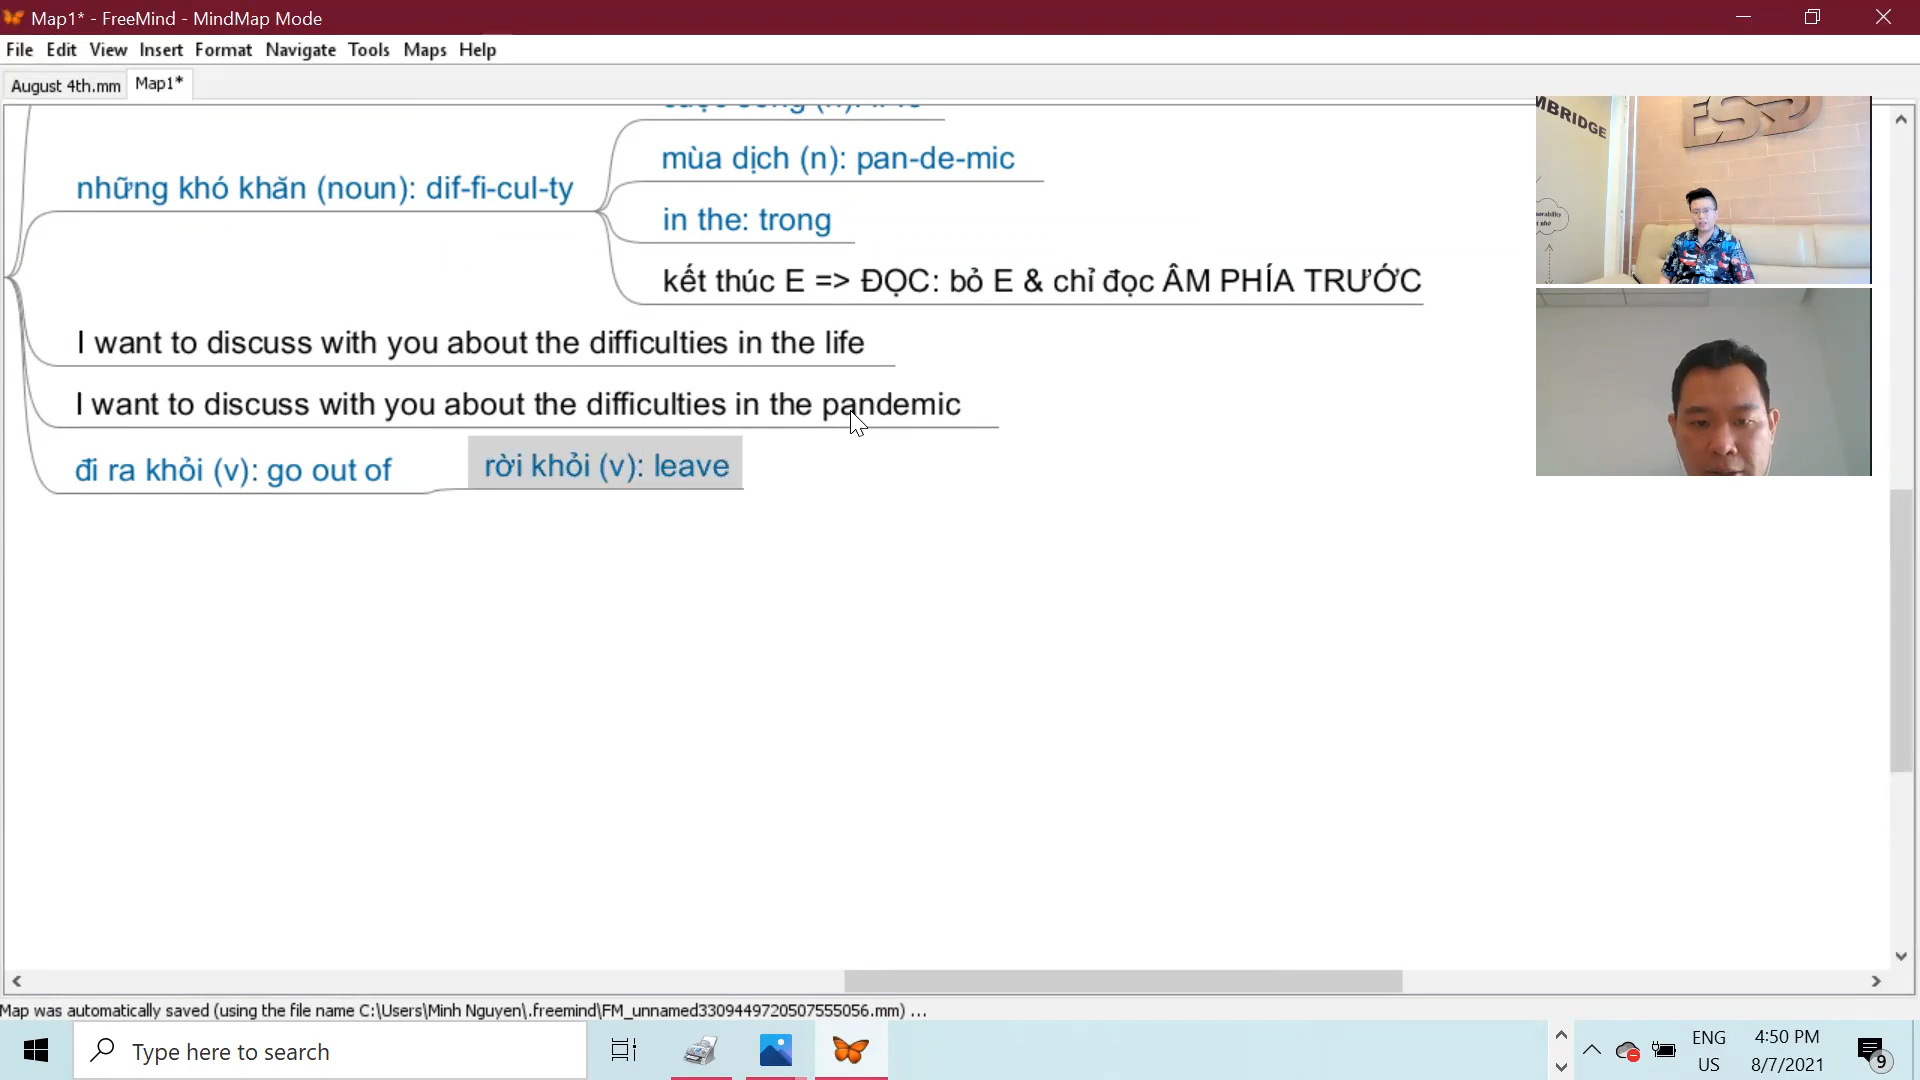 Map1* - FreeMind - MindMap Mode
File Edit View Insert Format Navigate Tools Maps Help
August 4th.mm Map1*
mùa dịch (n): pan-de-mic
những khó khăn (noun): dif-fi-cul-ty
in the: trong
kết thúc E => ĐỌC: bỏ E & chỉ đọc ÂM PHÍA TRƯỚC
I want to discuss with you about the difficulties in the life
I want to discuss with you about the difficulties in the pandemic
đi ra khỏi (v): go out of
rời khỏi (v): leave
MBRIDGE
Map was automatically saved (using the file name C:\Users\Minh Nguyen\.freemind\FM_unnamed3309449720507555056.mm) ...
Type here to search
ENG
US
4:50 PM
8/7/2021
9